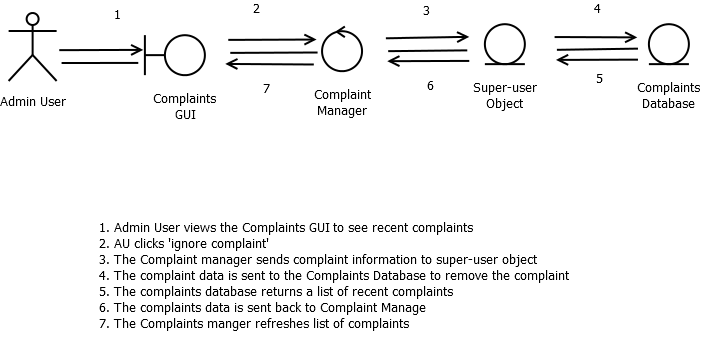 1
2
3
4
7
6
5
Admin User
Complaints
GUI
Complaint
Manager
Super-user
Object
Complaints
Database
1. Admin User views the Complaints GUI to see recent complaints
2. AU clicks 'ignore complaint'
3. The Complaint manager sends complaint information to super-user object
4. The complaint data is sent to the Complaints Database to remove the complaint
5. The complaints database returns a list of recent complaints
6. The complaints data is sent back to Complaint Manage
7. The Complaints manger refreshes list of complaints